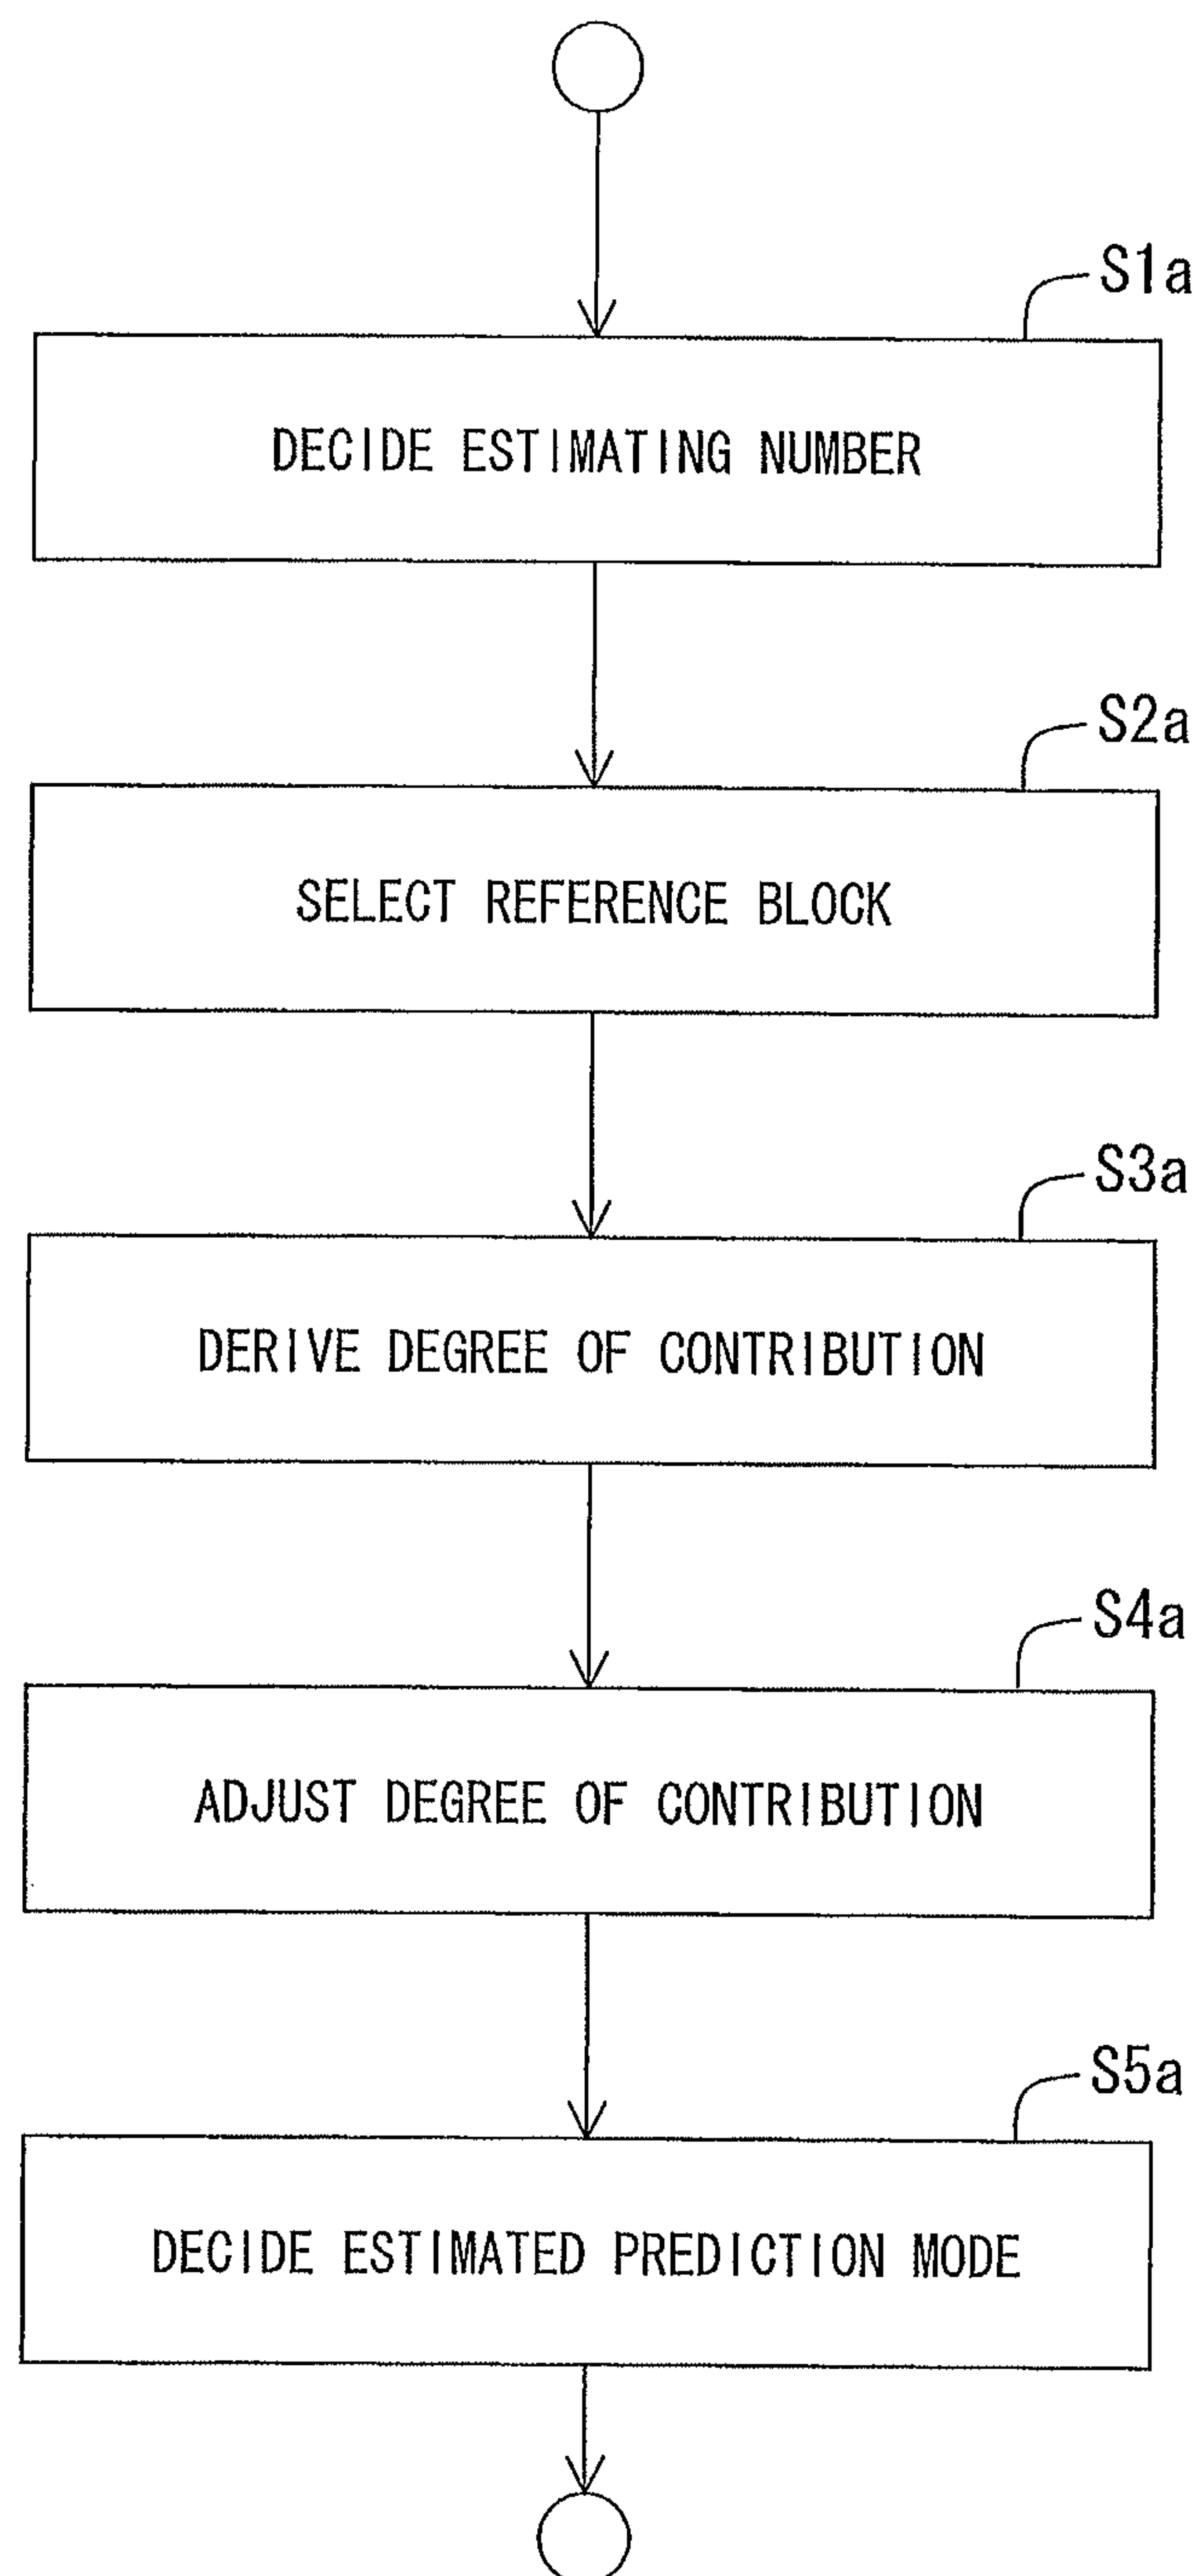 S1a
DECIDE ESTIMATING NUMBER
S2a
SELECT REFERENCE BLOCK
S3a
DERIVE DEGREE OF CONTRIBUTION
S4a
ADJUST DEGREE OF CONTRIBUTION
S5a
DECIDE ESTIMATED PREDICTION MODE